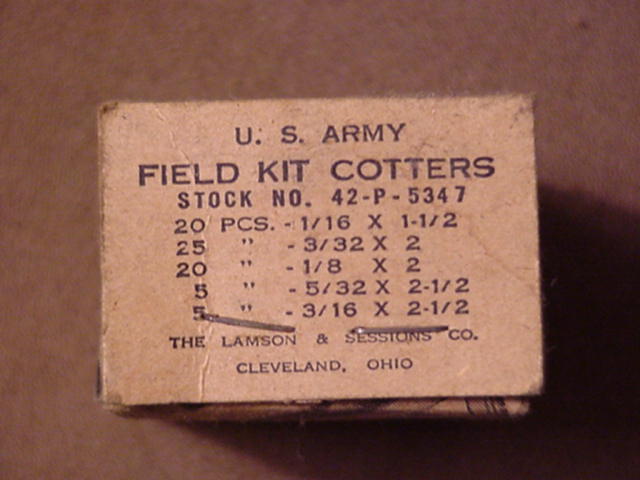 U. S. ARMY
FIELD KIT COTTERS
STOCK NO. 42-P-5347
20 PCS. - 1/16 X 1-1/2
25 " - 3/32 X 2
20 " - 1/8 X 2
5 " - 5/32 X 2-1/2
5 " - 3/16 X 2-1/2
THE LAMSON & SESSIONS CO.
CLEVELAND, OHIO